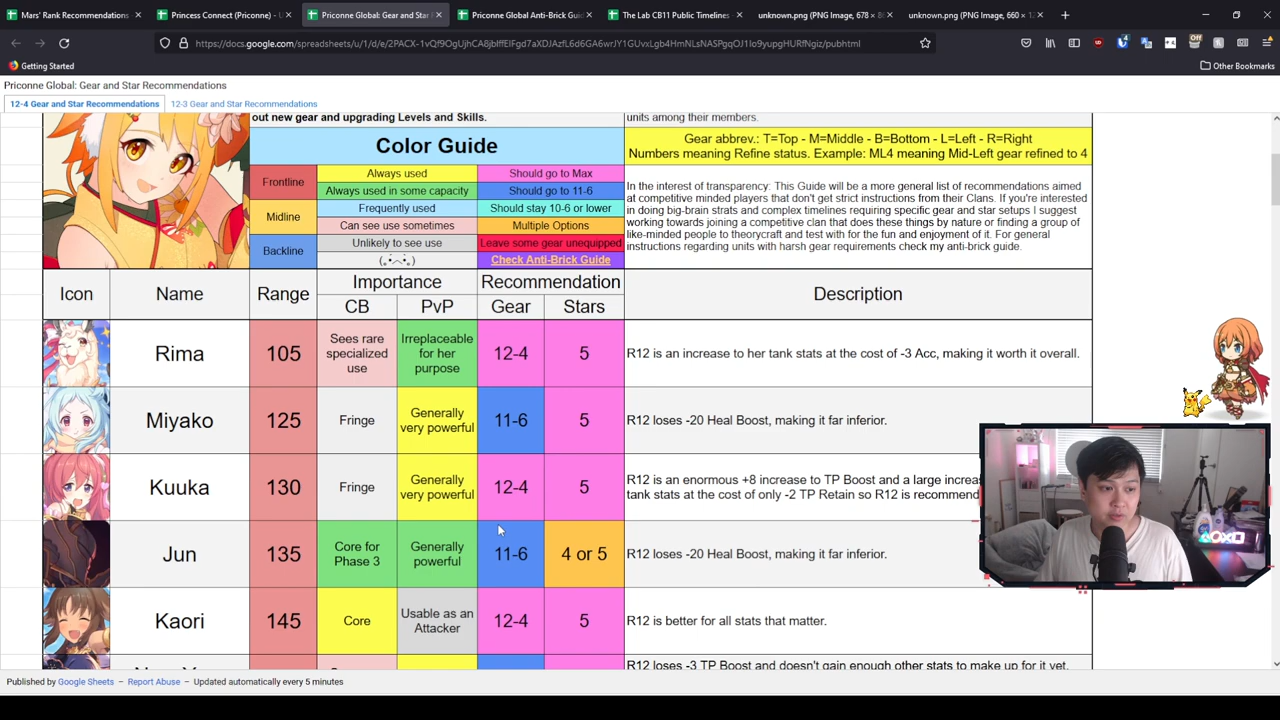 Mars' Rank Recommendations
Princess Connect (Priconne) - U
Priconne Global: Gear and Star R
Priconne Global Anti-Brick Gui
The Lab CB11 Public Timelines
unknown.png (PNG Image, 678 × 8
unknown.png (PNG Image, 660 × 12
Getting Started
Other Bookmarks
Off
Priconne Global: Gear and Star Recommendations
12-4 Gear and Star Recommendations
12-3 Gear and Star Recommendations
out new gear and upgrading Levels and Skills.
units among their members.
Color Guide
Gear abbrev.: T=Top - M=Middle - B=Bottom - L=Left - R=Right
Numbers meaning Refine status. Example: ML4 meaning Mid-Left gear refined to 4
Frontline
Midline
Backline
Always used
Should go to Max
Always used in some capacity
Should go to 11-6
Frequently used
Should stay 10-6 or lower
Can see use sometimes
Multiple Options
Unlikely to see use
Leave some gear unequipped
Check Anti-Brick Guide
In the interest of transparency: This Guide will be a more general list of recommendations aimed
at competitive minded players that don't get strict instructions from their Clans. If you're interested
in doing big-brain strats and complex timelines requiring specific gear and star setups I suggest
working towards joining a competitive clan that does these things by nature or finding a group of
like-minded people to theorycraft and test with for the fun and enjoyment of it. For general
instructions regarding units with harsh gear requirements check my anti-brick guide.
Icon
Name
Range
Importance
CB
PvP
Recommendation
Gear
Stars
Description
Rima
105
Sees rare
specialized
use
Irreplaceable
for her
purpose
12-4
5
R12 is an increase to her tank stats at the cost of -3 Acc, making it worth it overall.
Miyako
125
Fringe
Generally
very powerful
11-6
5
R12 loses -20 Heal Boost, making it far inferior.
Kuuka
130
Fringe
Generally
very powerful
12-4
5
R12 is an enormous +8 increase to TP Boost and a large increa
tank stats at the cost of only -2 TP Retain so R12 is recommend
Jun
135
Core for
Phase 3
Generally
powerful
11-6
4 or 5
R12 loses -20 Heal Boost, making it far inferior.
Kaori
145
Core
Usable as an
Attacker
12-4
5
R12 is better for all stats that matter.
R12 loses -3 TP Boost and doesn't gain enough other stats to make up for it yet.
Published by Google Sheets – Report Abuse – Updated automatically every 5 minutes